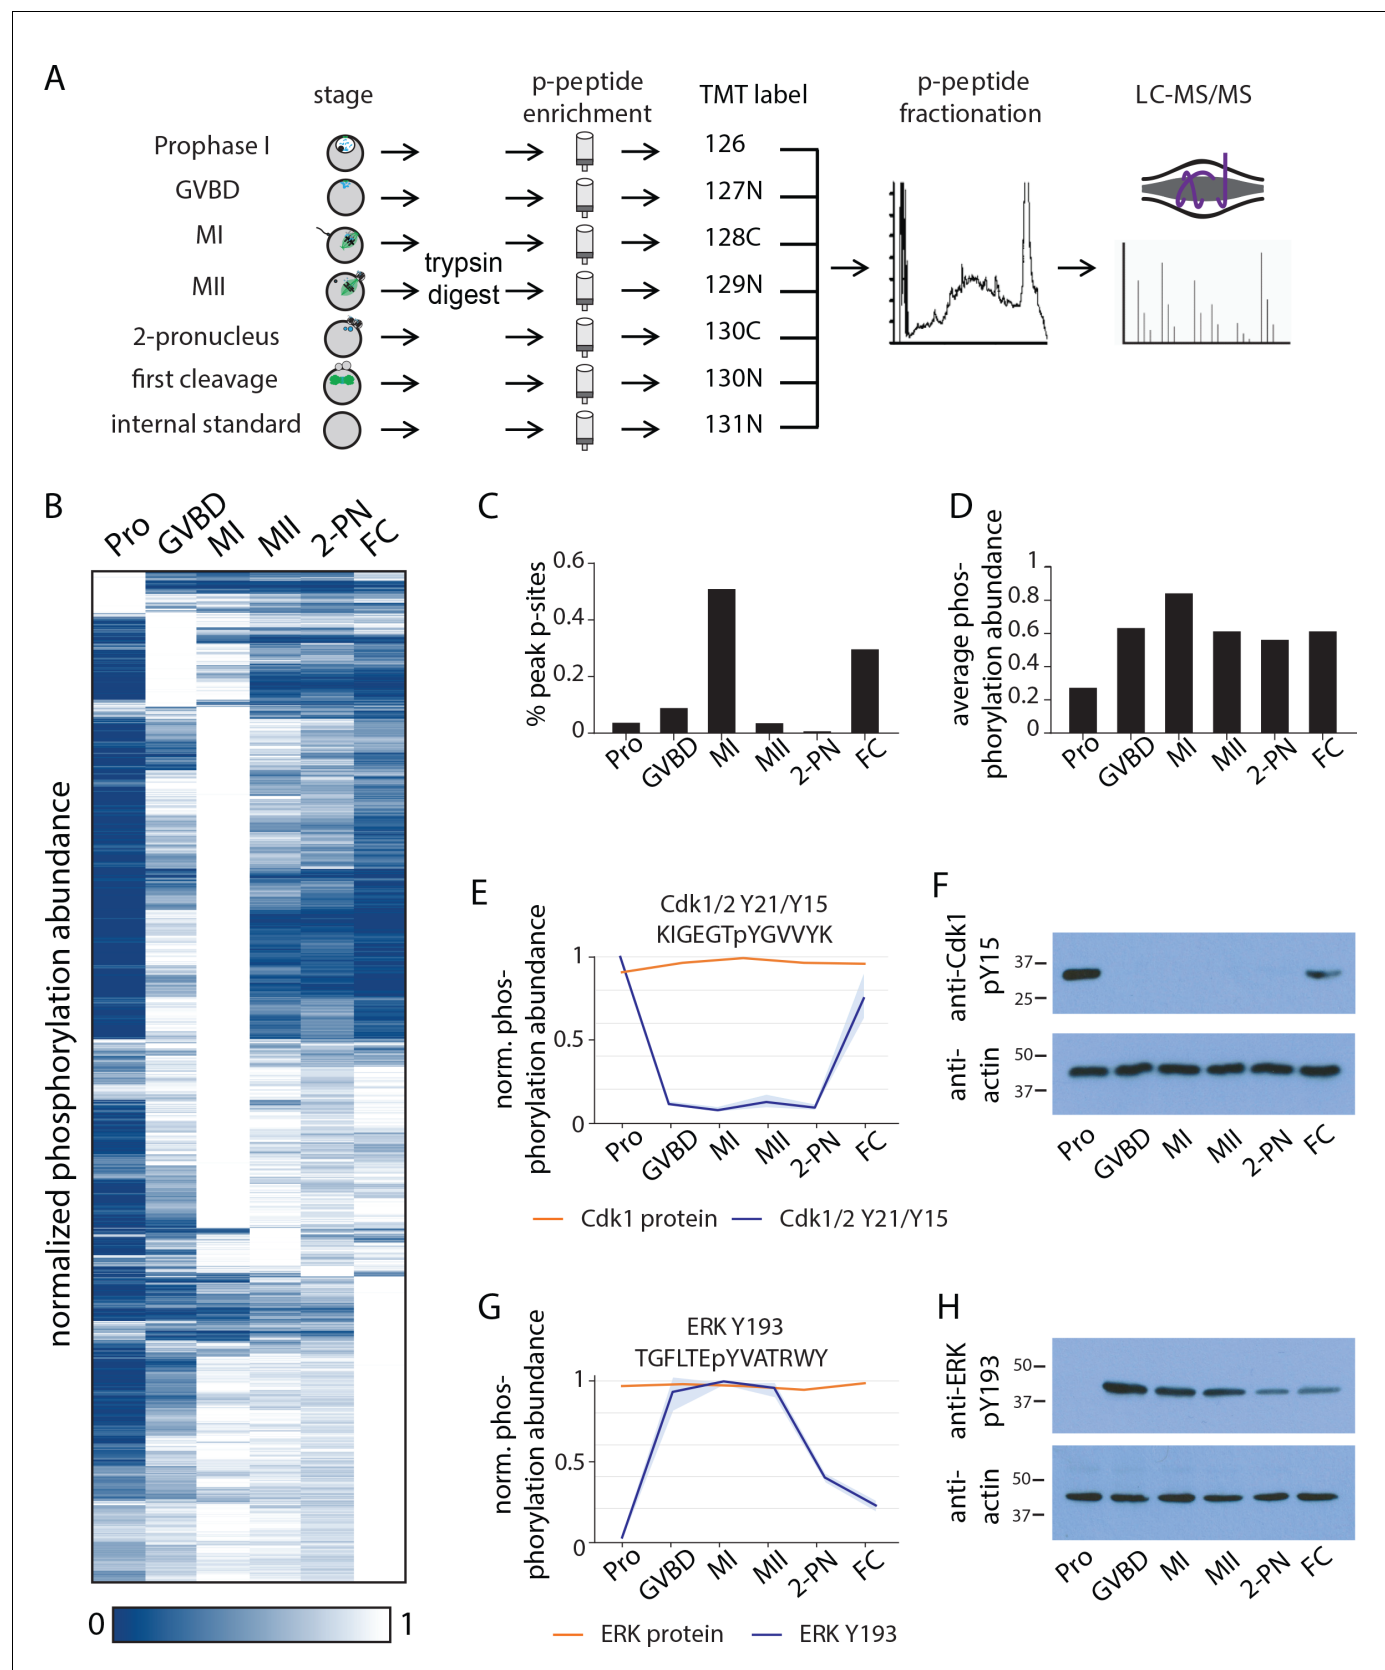 A
stage
p-peptide
enrichment
TMT label
p-peptide
fractionation
LC-MS/MS
Prophase I
126
GVBD
127N
MI
128C
trypsin
digest
MII
129N
2-pronucleus
130C
first cleavage
130N
internal standard
131N
B
Pro
GVBD
MI
MII
2-PN
FC
normalized phosphorylation abundance
0
1
C
% peak p-sites
0.6
0.4
0.2
0
Pro
GVBD
MI
MII
2-PN
FC
D
average phos-
phorylation abundance
1
0.8
0.6
0.4
0.2
0
Pro
GVBD
MI
MII
2-PN
FC
E
Cdk1/2 Y21/Y15
KIGEGTpYGVVYK
norm. phos-
phorylation abundance
1
0.5
0
Pro
GVBD
MI
MII
2-PN
FC
Cdk1 protein
Cdk1/2 Y21/Y15
F
anti-Cdk1
pY15
37
25
anti-
actin
50
37
Pro
GVBD
MI
MII
2-PN
FC
G
ERK Y193
TGFLTEpYVATRWY
norm. phos-
phorylation abundance
1
0.5
0
Pro
GVBD
MI
MII
2-PN
FC
ERK protein
ERK Y193
H
anti-ERK
pY193
50
37
anti-
actin
50
37
Pro
GVBD
MI
MII
2-PN
FC